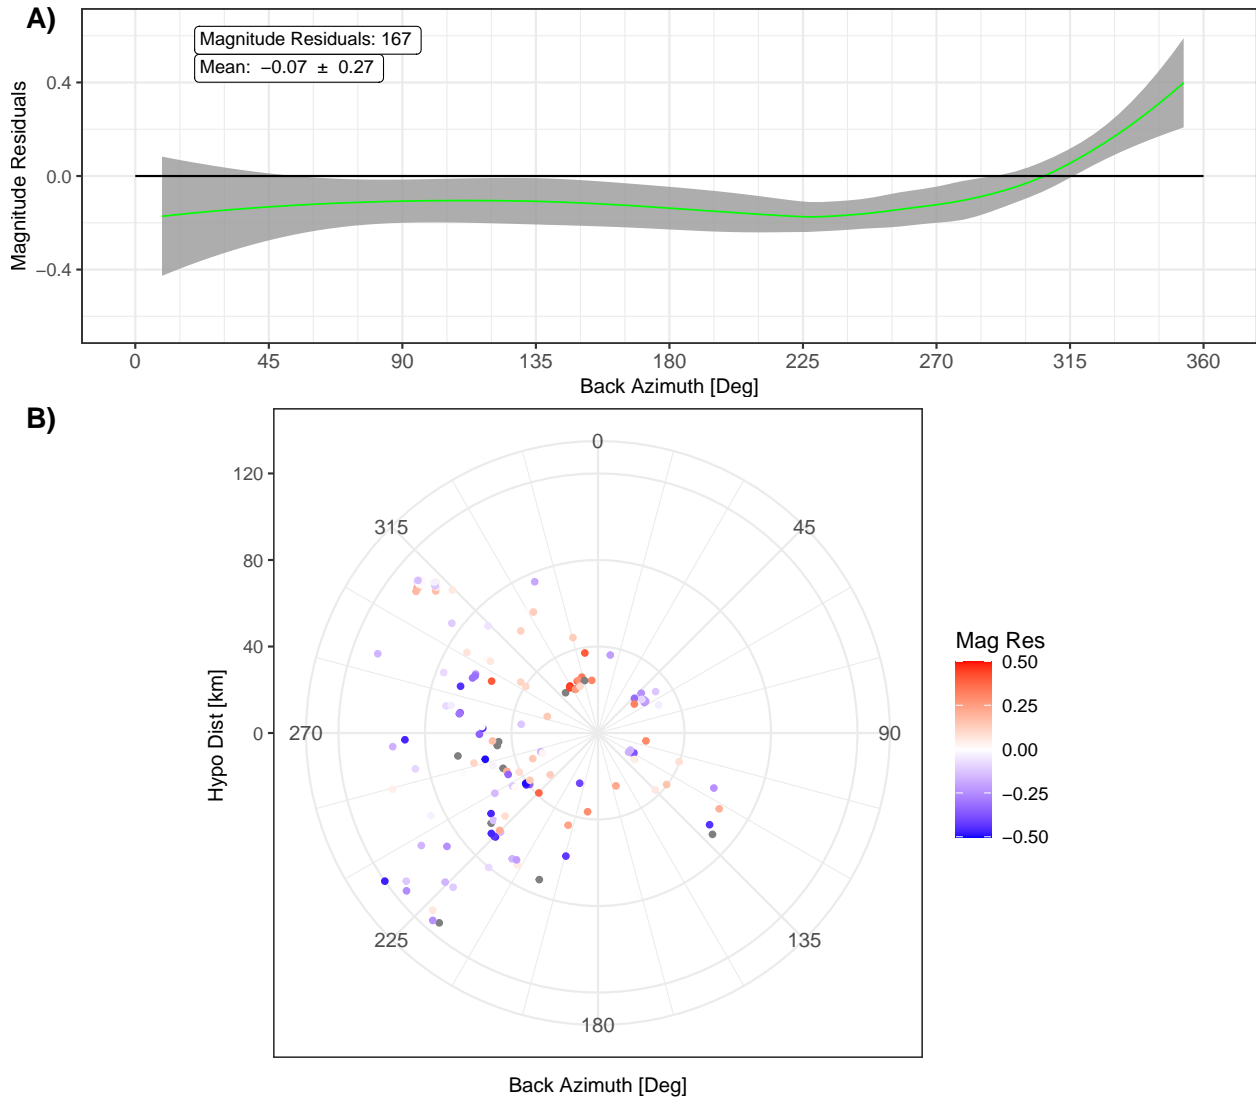 A)
Magnitude Residuals: 167
Mean: −0.07 ± 0.27
Magnitude Residuals
0.4
0.0
−0.4
0 45 90 135 180 225 270 315 360
Back Azimuth [Deg]
B)
Hypo Dist [km]
120
80
40
0
0
45
90
135
180
225
270
315
Back Azimuth [Deg]
Mag Res
0.50
0.25
0.00
−0.25
−0.50